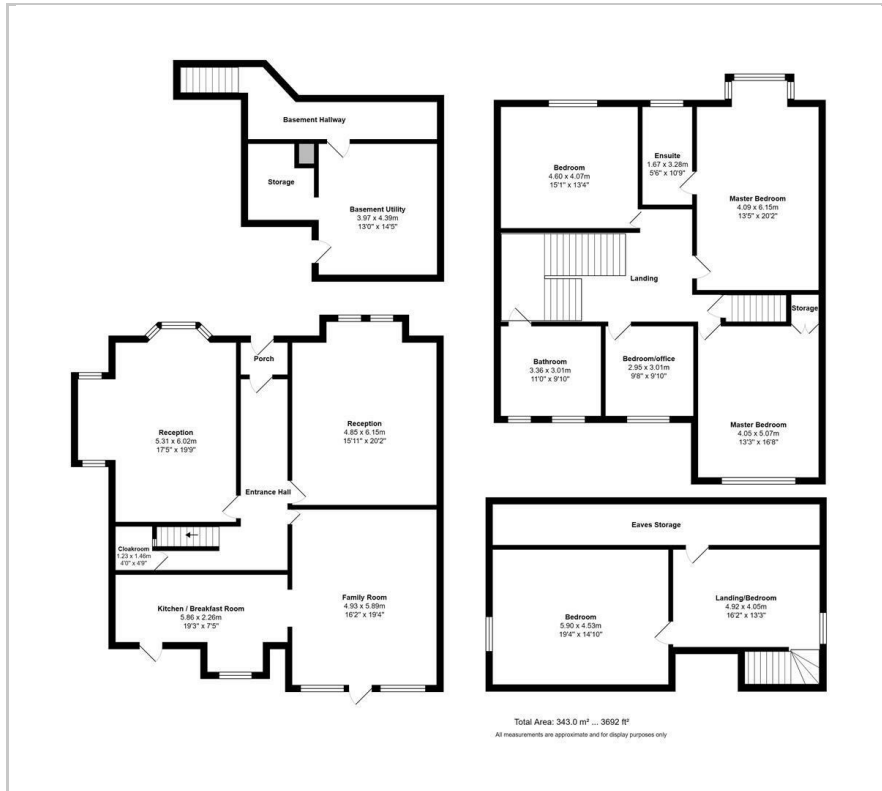 Basement Hallway
Storage
Basement Utility
3.97 x 4.39m
13'0" x 14'5"
Bedroom
4.60 x 4.07m
15'1" x 13'4"
Ensuite
1.67 x 3.28m
5'6" x 10'9"
Master Bedroom
4.09 x 6.15m
13'5" x 20'2"
Landing
Storage
Bathroom
3.36 x 3.01m
11'0" x 9'10"
Bedroom/office
2.95 x 3.01m
9'8" x 9'10"
Master Bedroom
4.05 x 5.07m
13'3" x 16'8"
Porch
Reception
5.31 x 6.02m
17'5" x 19'9"
Reception
4.85 x 6.15m
15'11" x 20'2"
Entrance Hall
Cloakroom
1.23 x 1.46m
4'0" x 4'9"
Kitchen / Breakfast Room
5.86 x 2.26m
19'3" x 7'5"
Family Room
4.93 x 5.89m
16'2" x 19'4"
Eaves Storage
Bedroom
5.90 x 4.53m
19'4" x 14'10"
Landing/Bedroom
4.92 x 4.05m
16'2" x 13'3"
Total Area: 343.0 m² ... 3692 ft²
All measurements are approximate and for display purposes only